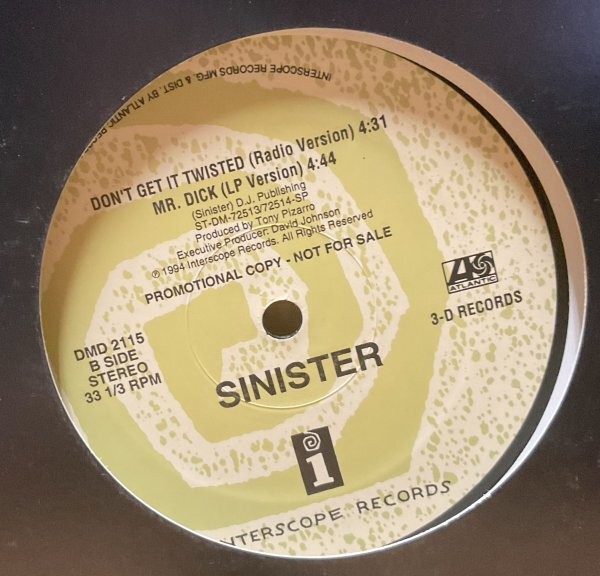 INTERSCOPE RECORDS MFG. & DIST. BY ATLANTIC
DON'T GET IT TWISTED (Radio Version) 4:31
MR. DICK (LP Version) 4:44
(Sinister) D.J. Publishing
ST-DM-72513/72514-SP
Produced by Tony Pizarro
Executive Producer: David Johnson
℗ 1994 Interscope Records. All Rights Reserved
PROMOTIONAL COPY - NOT FOR SALE
ATLANTIC
3-D RECORDS
DMD 2115
B SIDE
STEREO
33 1/3 RPM
SINISTER
i
INTERSCOPE RECORDS